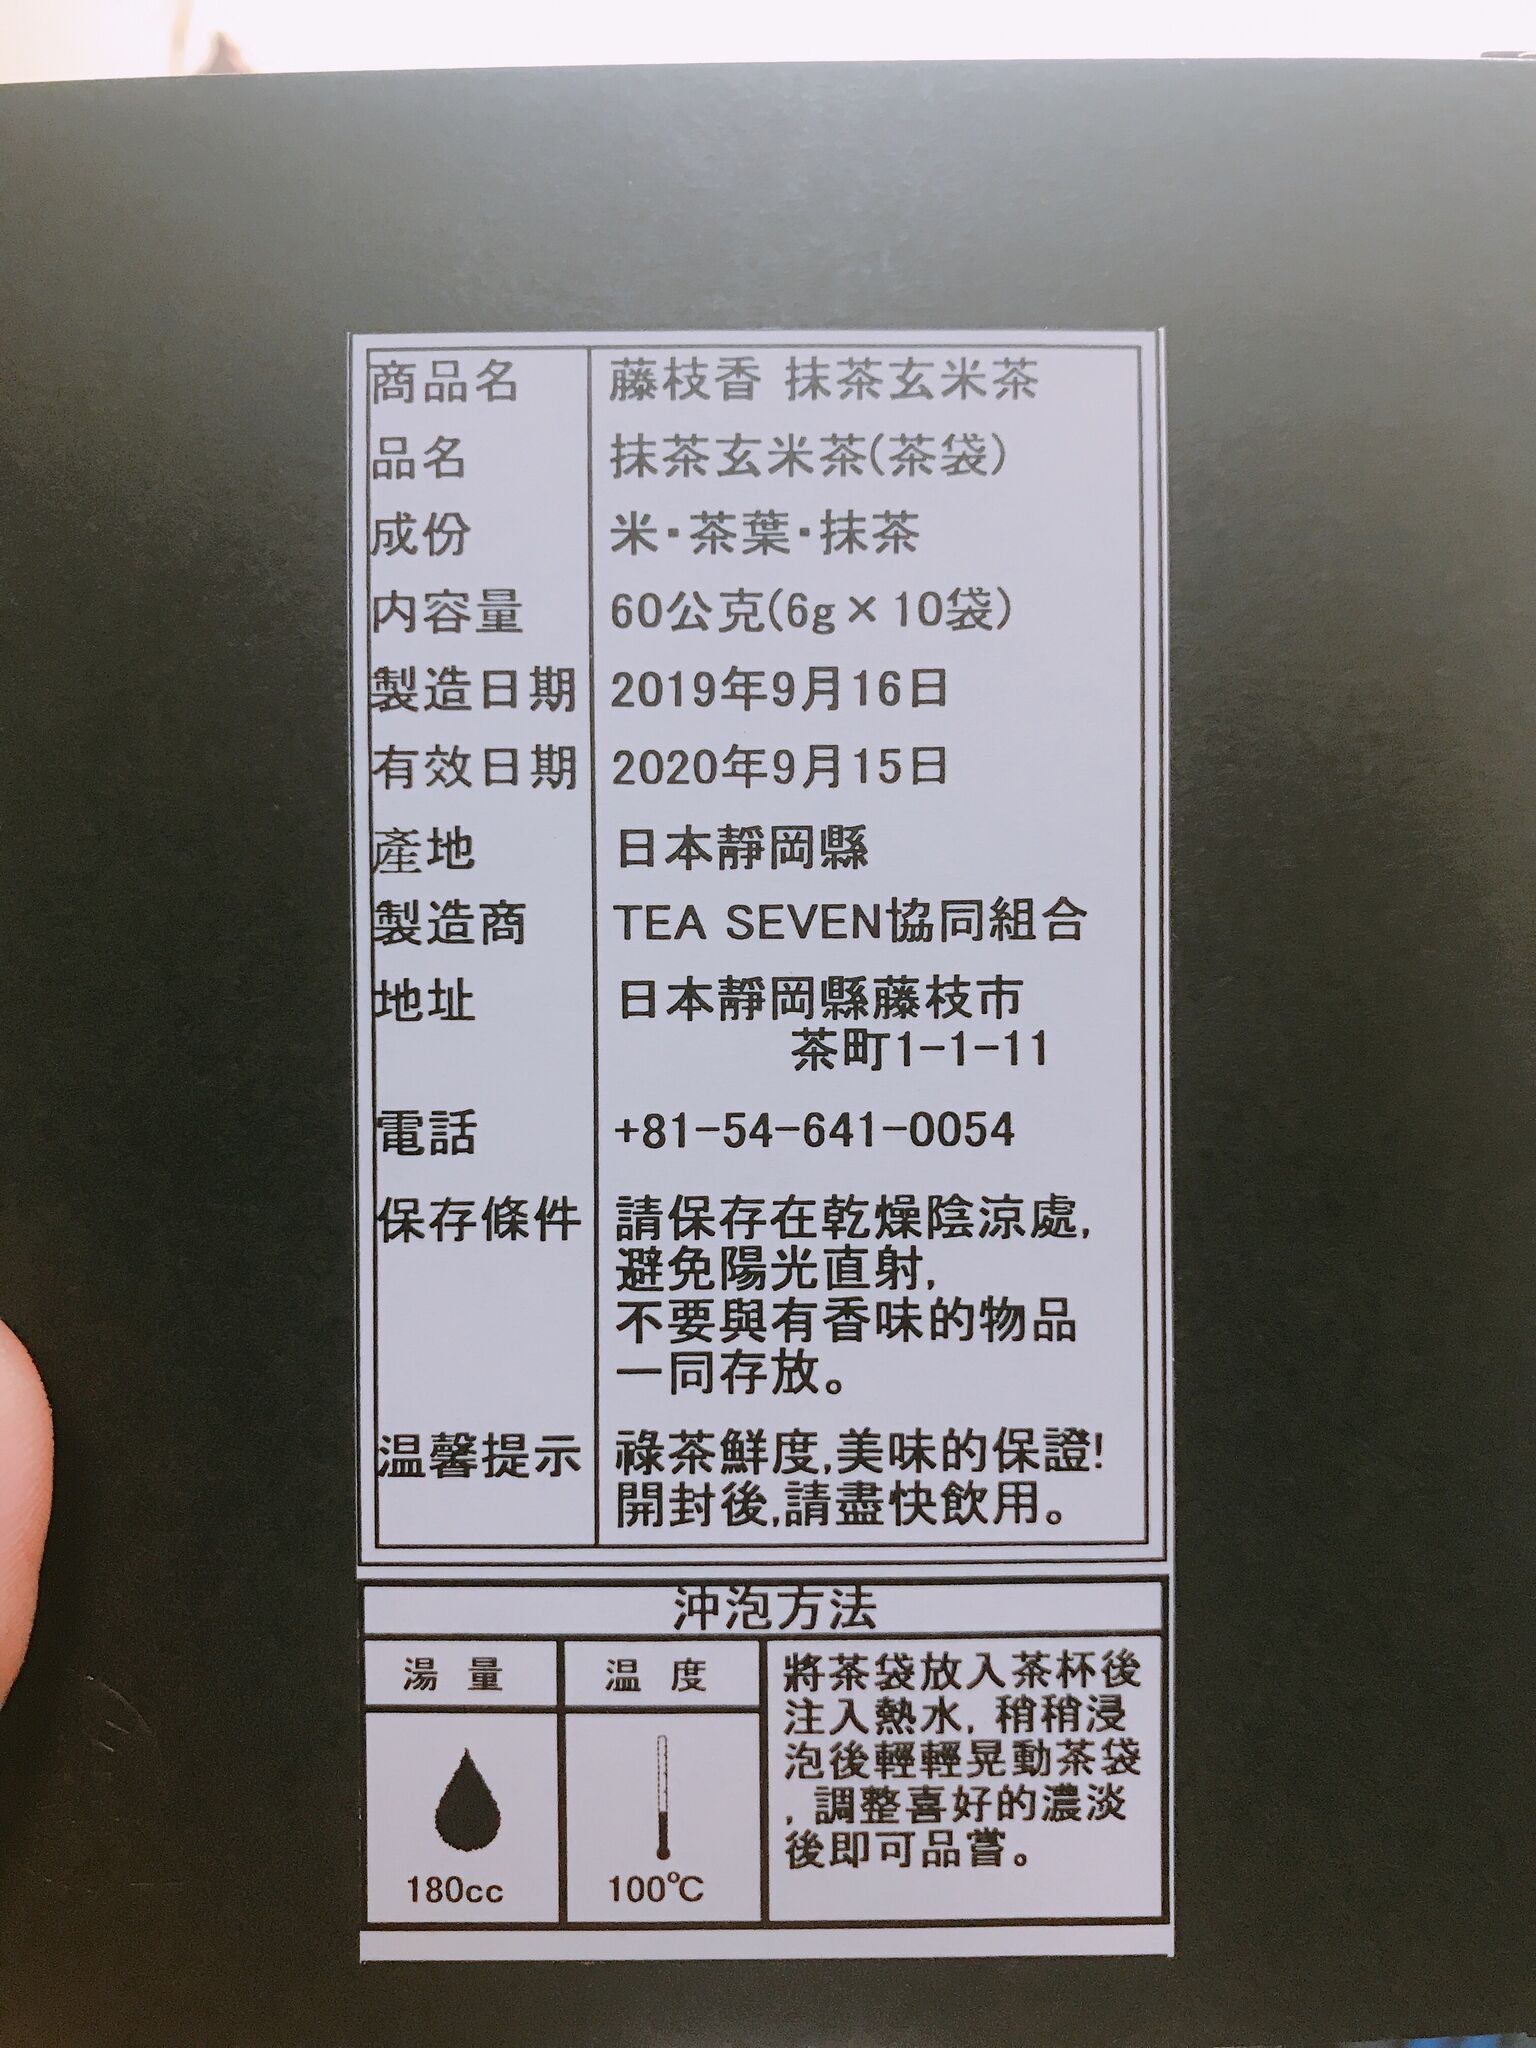 商品名 藤枝香 抹茶玄米茶
品名 抹茶玄米茶(茶袋)
成份 米・茶葉・抹茶
内容量 60公克(6g×10袋)
製造日期 2019年9月16日
有效日期 2020年9月15日
產地 日本靜岡縣
製造商 TEA SEVEN協同組合
地址 日本靜岡縣藤枝市
茶町1-1-11
電話 +81-54-641-0054
保存條件 請保存在乾燥陰涼處,
避免陽光直射,
不要與有香味的物品
一同存放。
温馨提示 祿茶鮮度,美味的保證!
開封後,請盡快飲用。
沖泡方法
湯量 温度
180cc 100℃
將茶袋放入茶杯後
注入熱水,稍稍浸
泡後輕輕晃動茶袋
,調整喜好的濃淡
後即可品嘗。